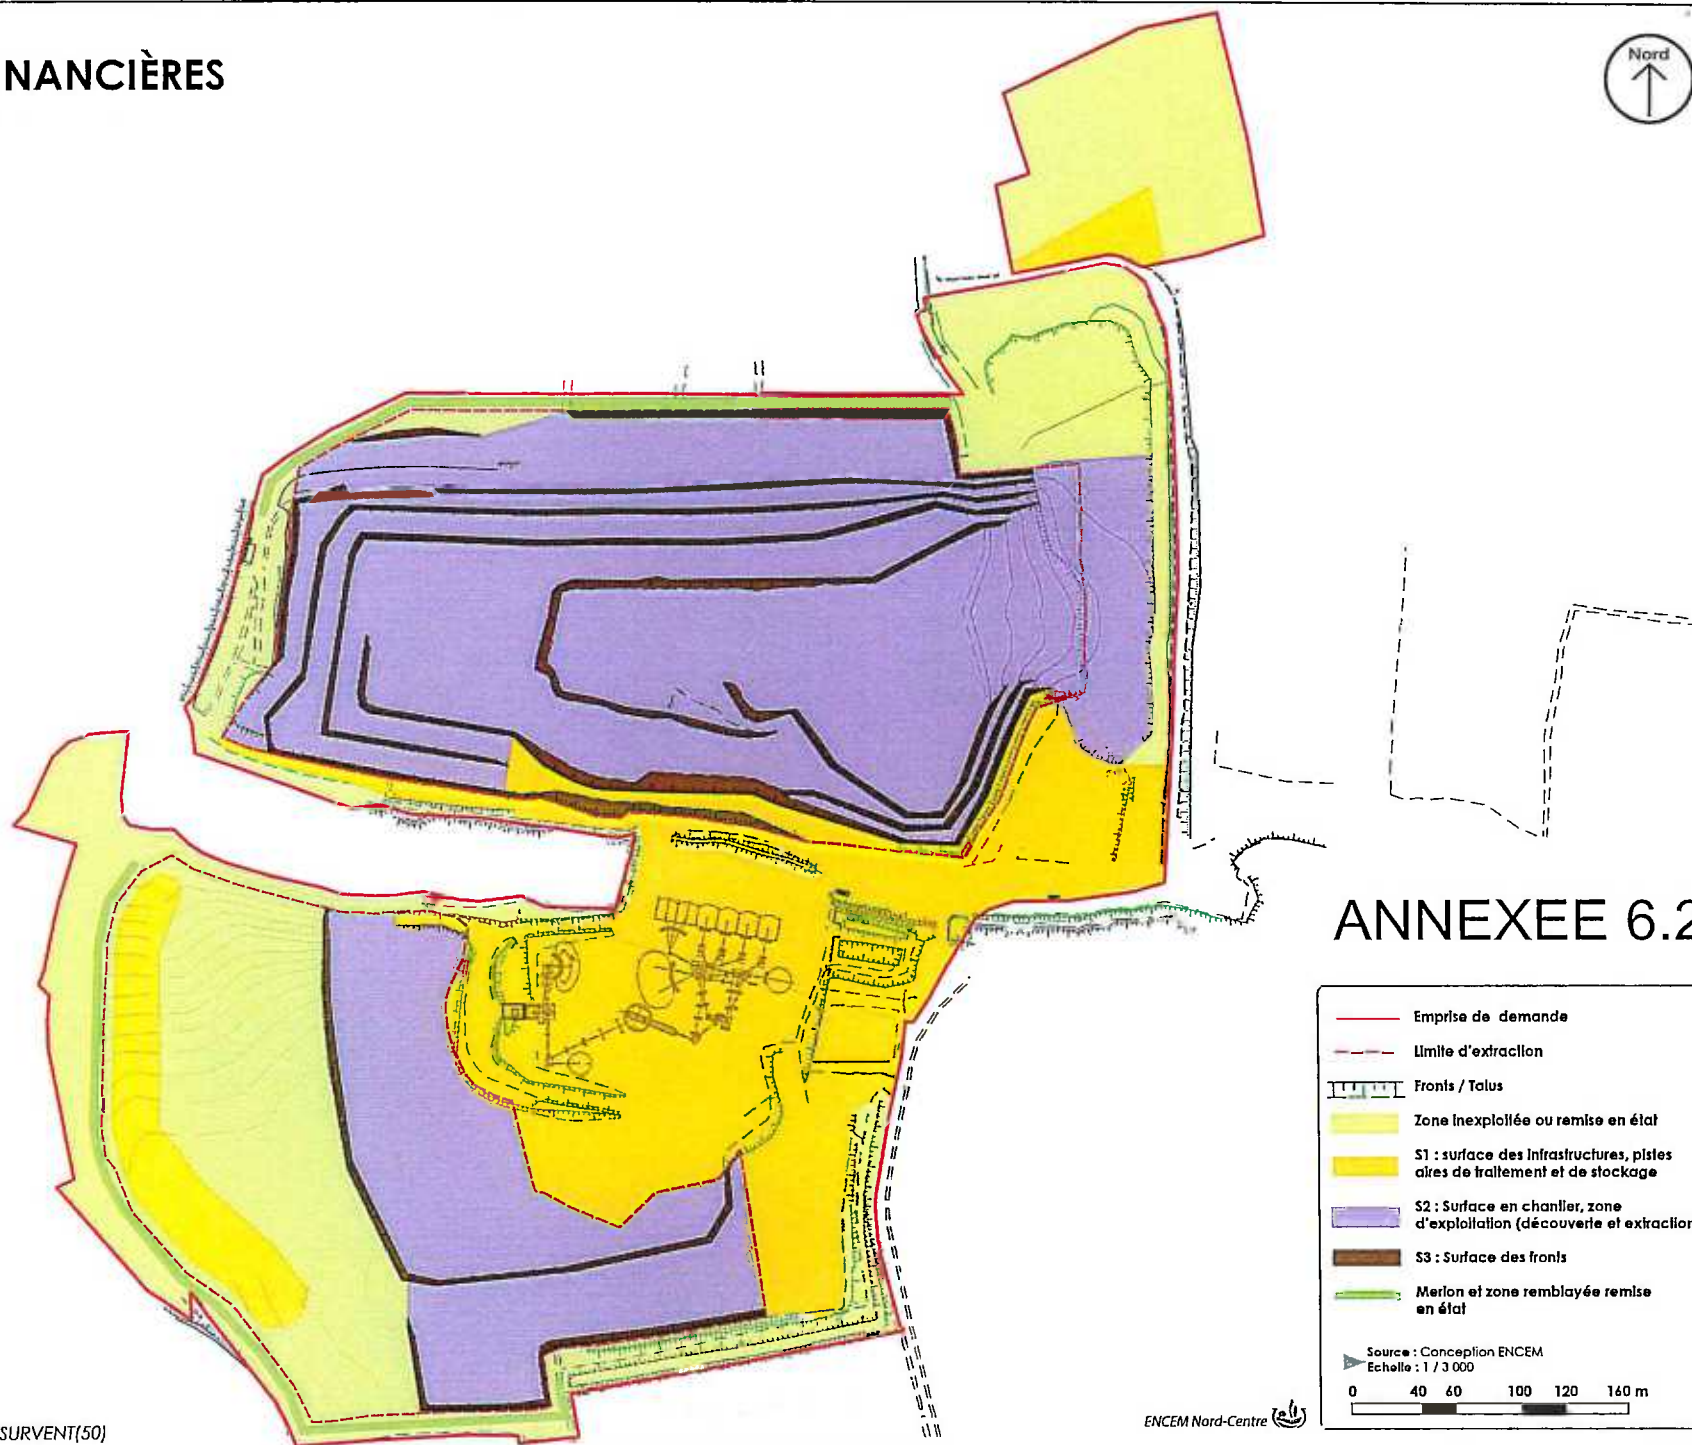 NANCIÈRES
Nord
ANNEXEE 6.2
Emprise de demande
Limite d'extraction
Fronts / Talus
Zone inexploitée ou remise en état
S1 : surface des infrastructures, pistes
aires de traitement et de stockage
S2 : Surface en chantier, zone
d'exploitation (découverte et extraction
S3 : Surface des fronts
Merlon et zone remblayée remise
en état
Source : Conception ENCEM
Echelle : 1 / 3 000
0 40 60 100 120 160 m
ENCEM Nord-Centre
SURVENT(50)